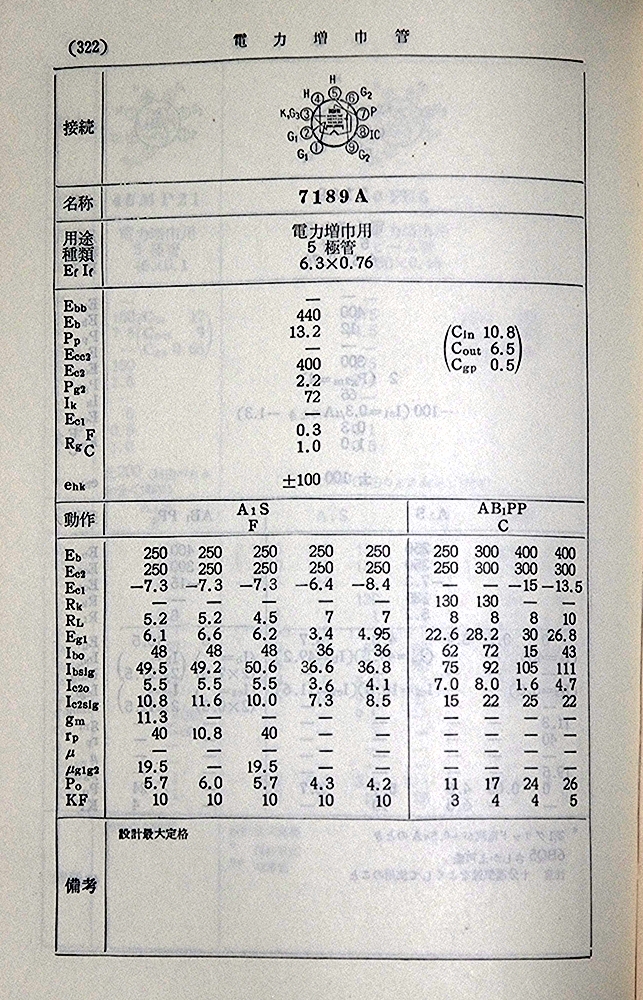 (322)
電力増巾管
接続
H
H ④ ⑤ ⑥ G2
K,G3 ③ ⑦ P
G1 ② ⑧ IC
G1 ① ⑨ G2
名称 7189A
用途 電力増巾用
種類 5極管
Ef If 6.3×0.76
Ebb —
Eb 440
Pp 13.2
Ecc2 —
Ec2 400
Pg2 2.2
Ik 72
Ec1 —
Rg F 0.3
C 1.0
ehk ±100
(Cin 10.8
Cout 6.5
Cgp 0.5)
動作 A1S AB1PP
F C
Eb 250 250 250 250 250 250 300 400 400
Ec2 250 250 250 250 250 250 300 300 300
Ec1 −7.3 −7.3 −7.3 −6.4 −8.4 — — −15 −13.5
Rk — — — — — 130 130 — —
RL 5.2 5.2 4.5 7 7 8 8 8 10
Eg1 6.1 6.6 6.2 3.4 4.95 22.6 28.2 30 26.8
Ibo 48 48 48 36 36 62 72 15 43
Ibsig 49.5 49.2 50.6 36.6 36.8 75 92 105 111
Ic2o 5.5 5.5 5.5 3.6 4.1 7.0 8.0 1.6 4.7
Ic2sig 10.8 11.6 10.0 7.3 8.5 15 22 25 22
gm 11.3 — — — — — — — —
rp 40 10.8 40 — — — — — —
μ — — — — — — — — —
μg1g2 19.5 — 19.5 — — — — — —
Po 5.7 6.0 5.7 4.3 4.2 11 17 24 26
KF 10 10 10 10 10 3 4 4 5
備考 設計最大定格